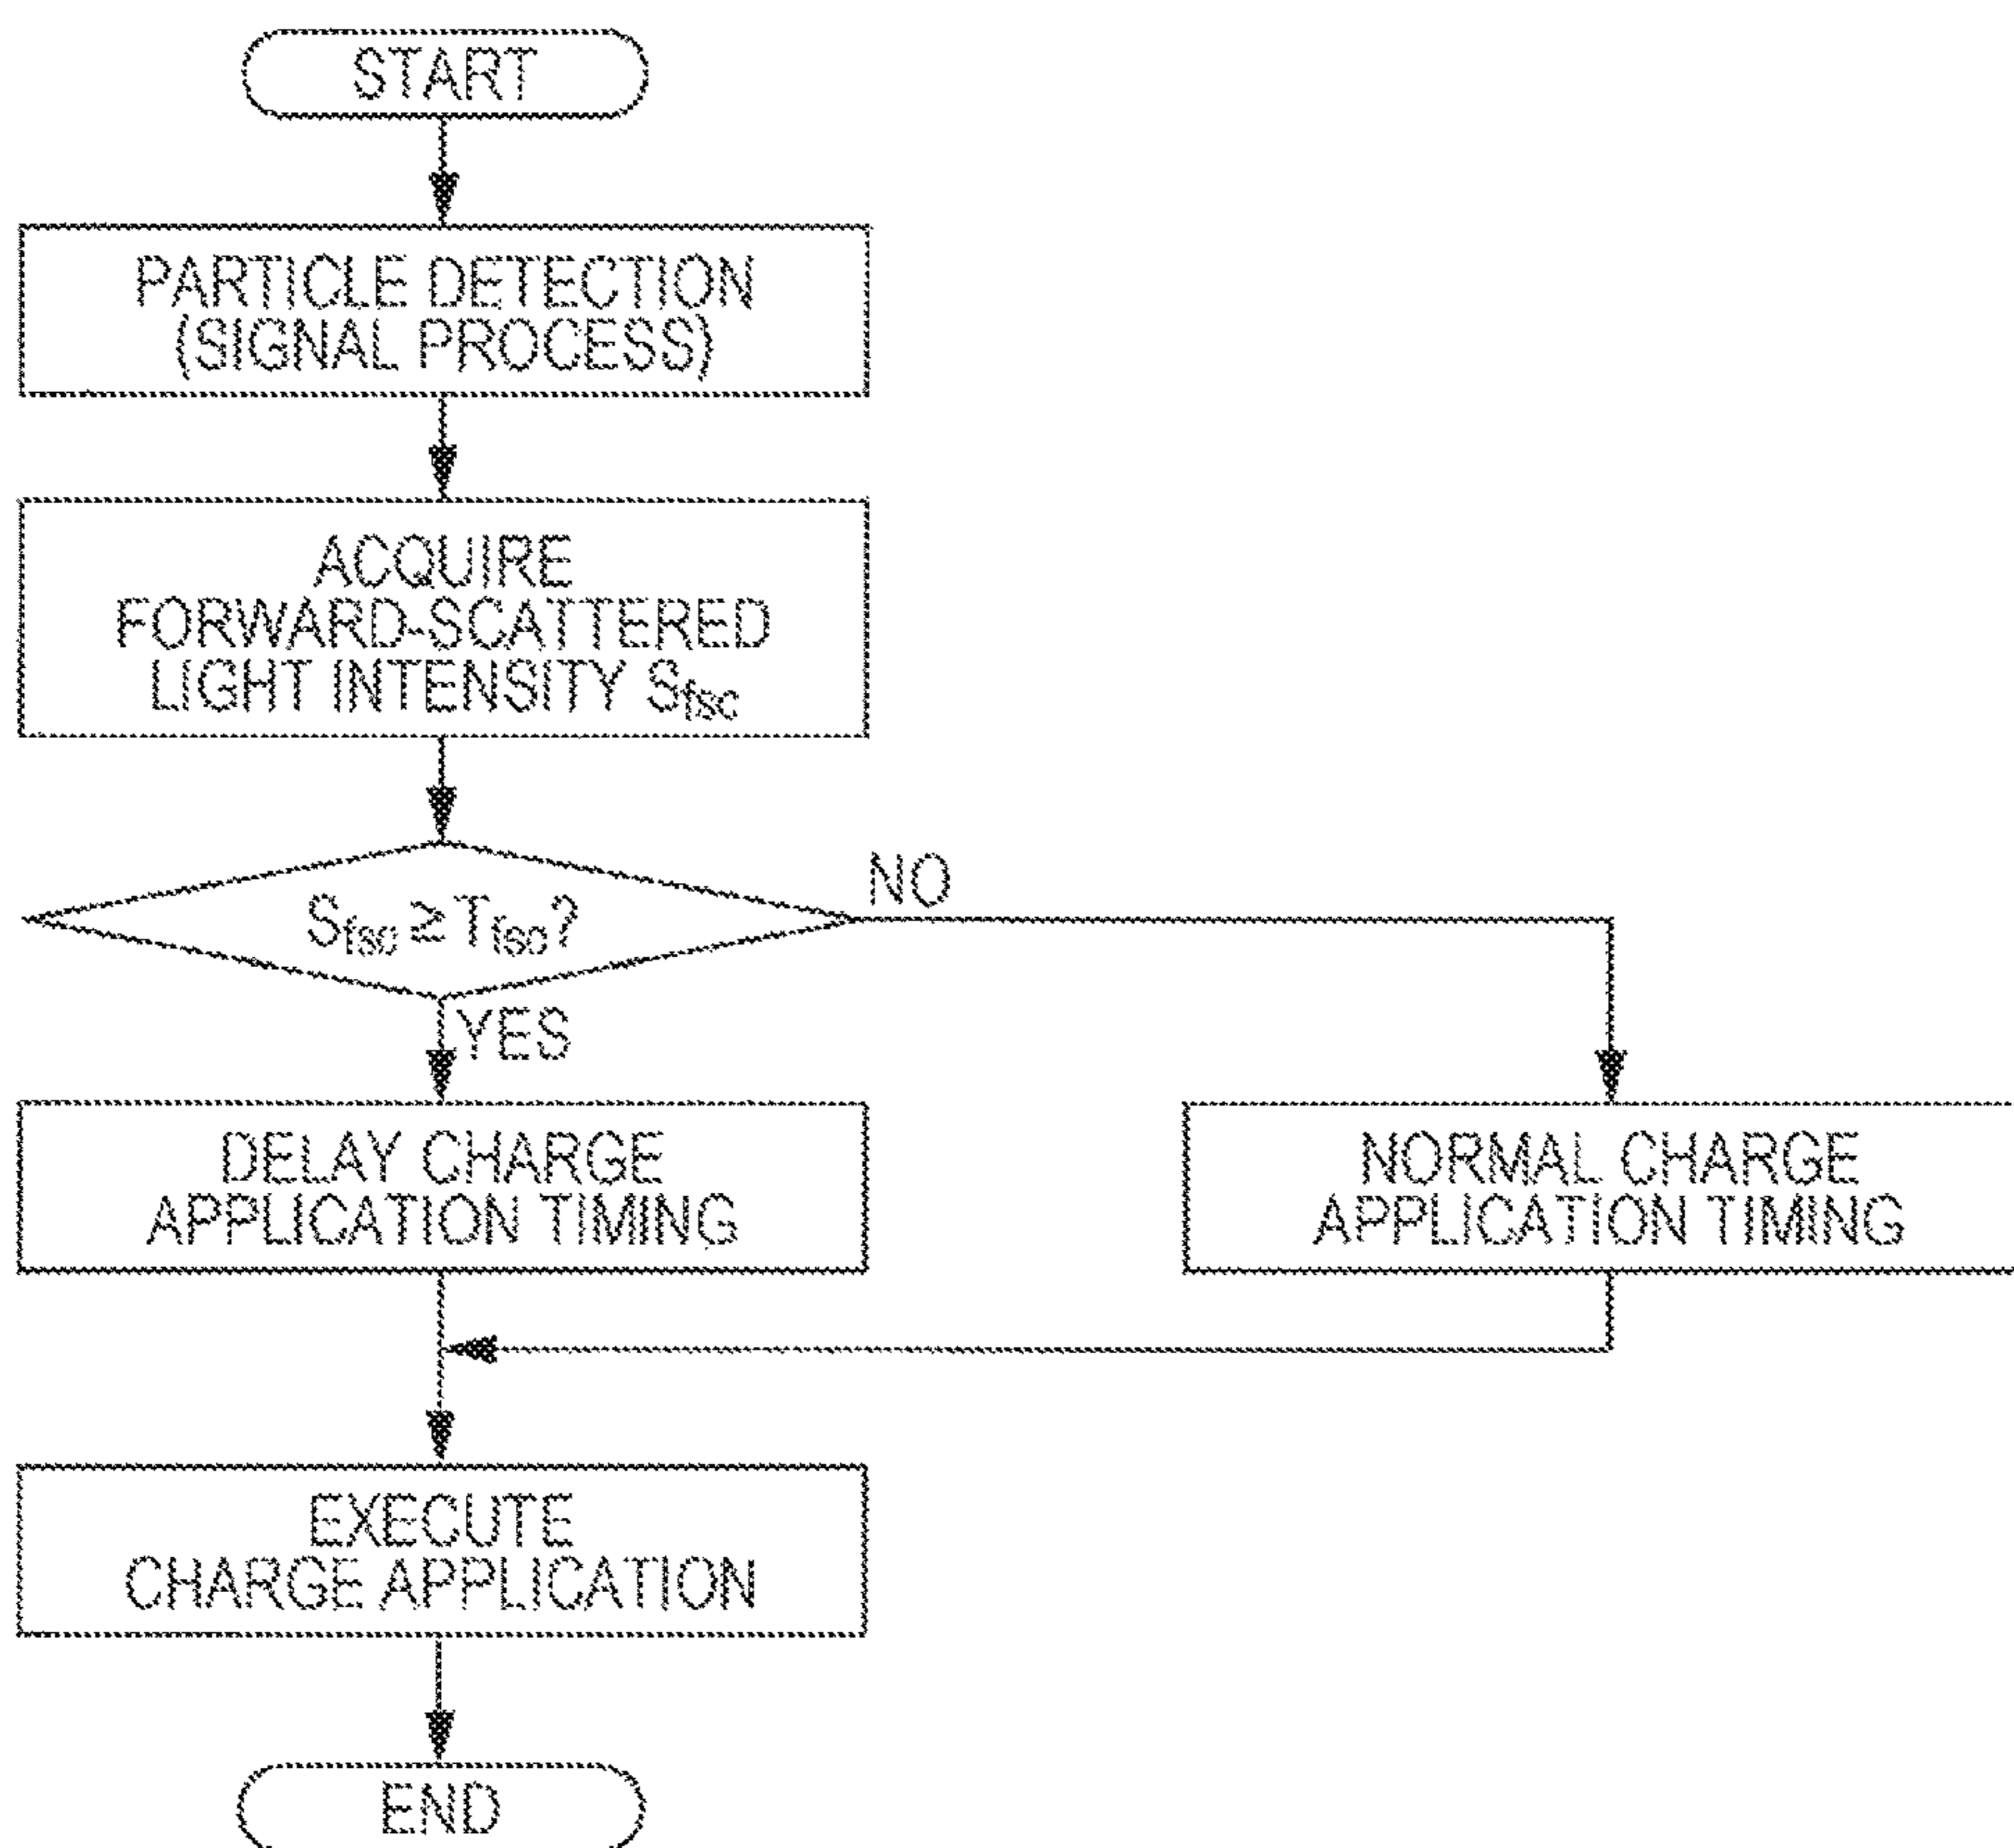 START
PARTICLE DETECTION
(SIGNAL PROCESS)
ACQUIRE
FORWARD-SCATTERED
LIGHT INTENSITY Sfsc
Sfsc ≥ Tfsc?
NO
YES
DELAY CHARGE
APPLICATION TIMING
NORMAL CHARGE
APPLICATION TIMING
EXECUTE
CHARGE APPLICATION
END